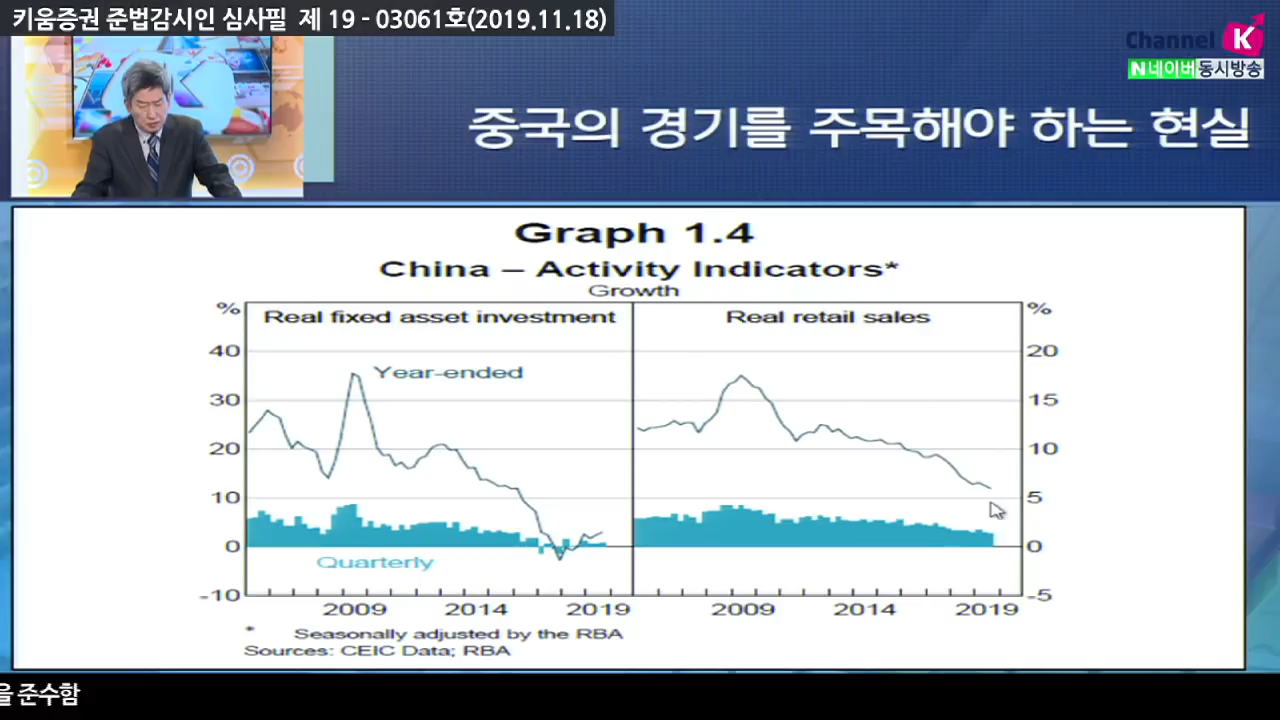 키움증권 준법감시인 심사필 제 19 - 03061호(2019.11.18)
Channel K
N 네이버 동시방송
중국의 경기를 주목해야 하는 현실
Graph 1.4
China – Activity Indicators*
Growth
% Real fixed asset investment Real retail sales %
40 20
Year-ended
30 15
20 10
10 5
0 0
Quarterly
-10 -5
2009 2014 2019 2009 2014 2019
* Seasonally adjusted by the RBA
Sources: CEIC Data; RBA
을 준수함